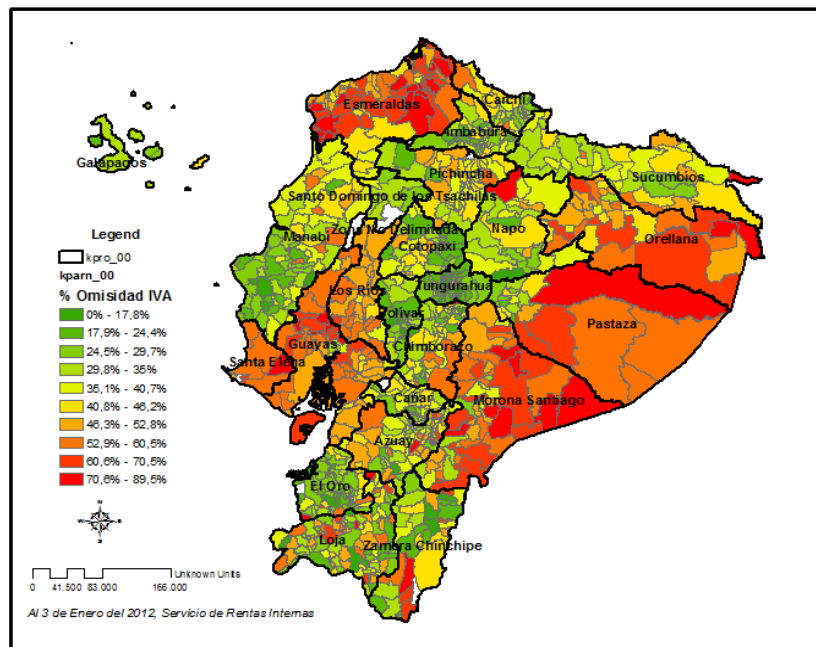 Esmeraldas
Carchi
Imbabura
Galapagos
Pichincha
Sucumbios
Santo Domingo de los Tsachilas
Legend
kpro_00
kparn_00
% Omisidad IVA
0% - 17,8%
17,9% - 24,4%
24,5% - 29,7%
29,8% - 35%
35,1% - 40,7%
40,8% - 46,2%
46,3% - 52,8%
52,9% - 60,5%
60,6% - 70,5%
70,6% - 89,5%
Manabi
Zona No Delimitada
Napo
Orellana
Cotopaxi
Los Rios
Tungurahua
Bolivar
Pastaza
Guayas
Chimborazo
Santa Elena
Cañar
Morona Santiago
Azuay
El Oro
Loja
Zamora Chinchipe
N
W
E
S
0 41.500 83.000 166.000
Unknown Units
Al 3 de Enero del 2012, Servicio de Rentas Internas